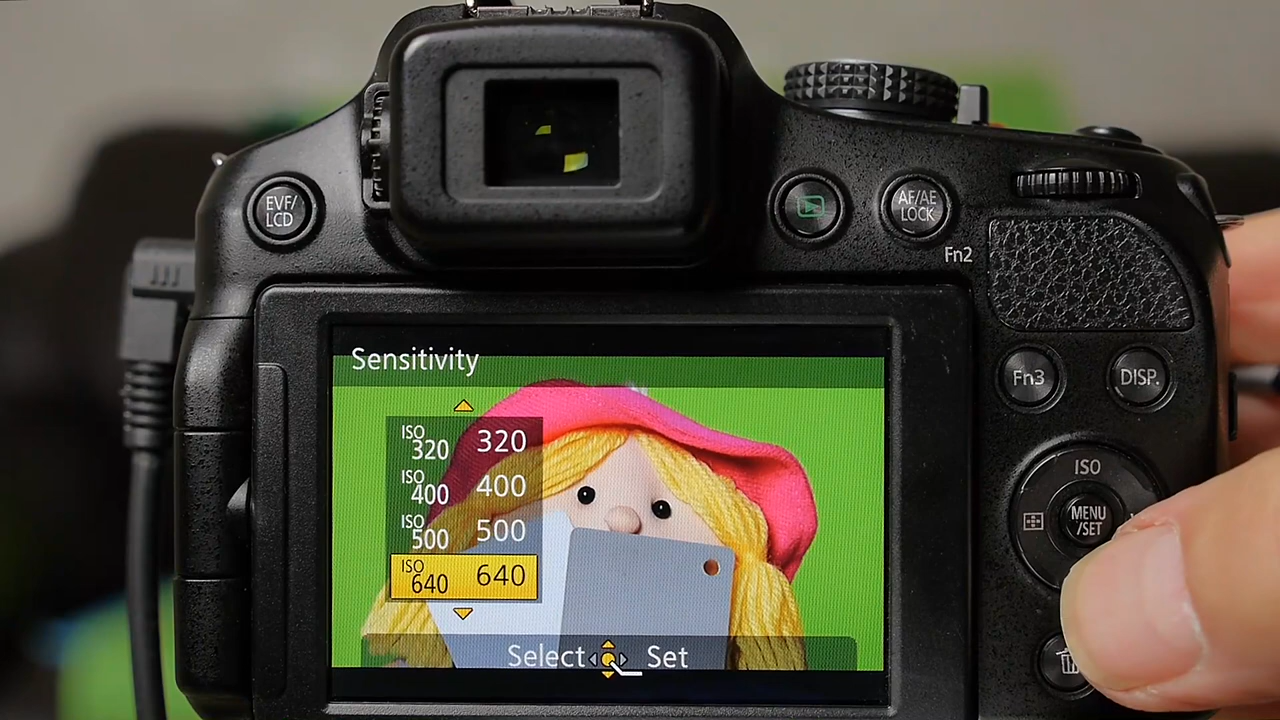 EVF/
LCD
AF/AE
LOCK
Fn2
Sensitivity
ISO
320 320
ISO
400 400
ISO
500 500
ISO
640 640
Select Set
Fn3
DISP.
ISO
MENU
/SET